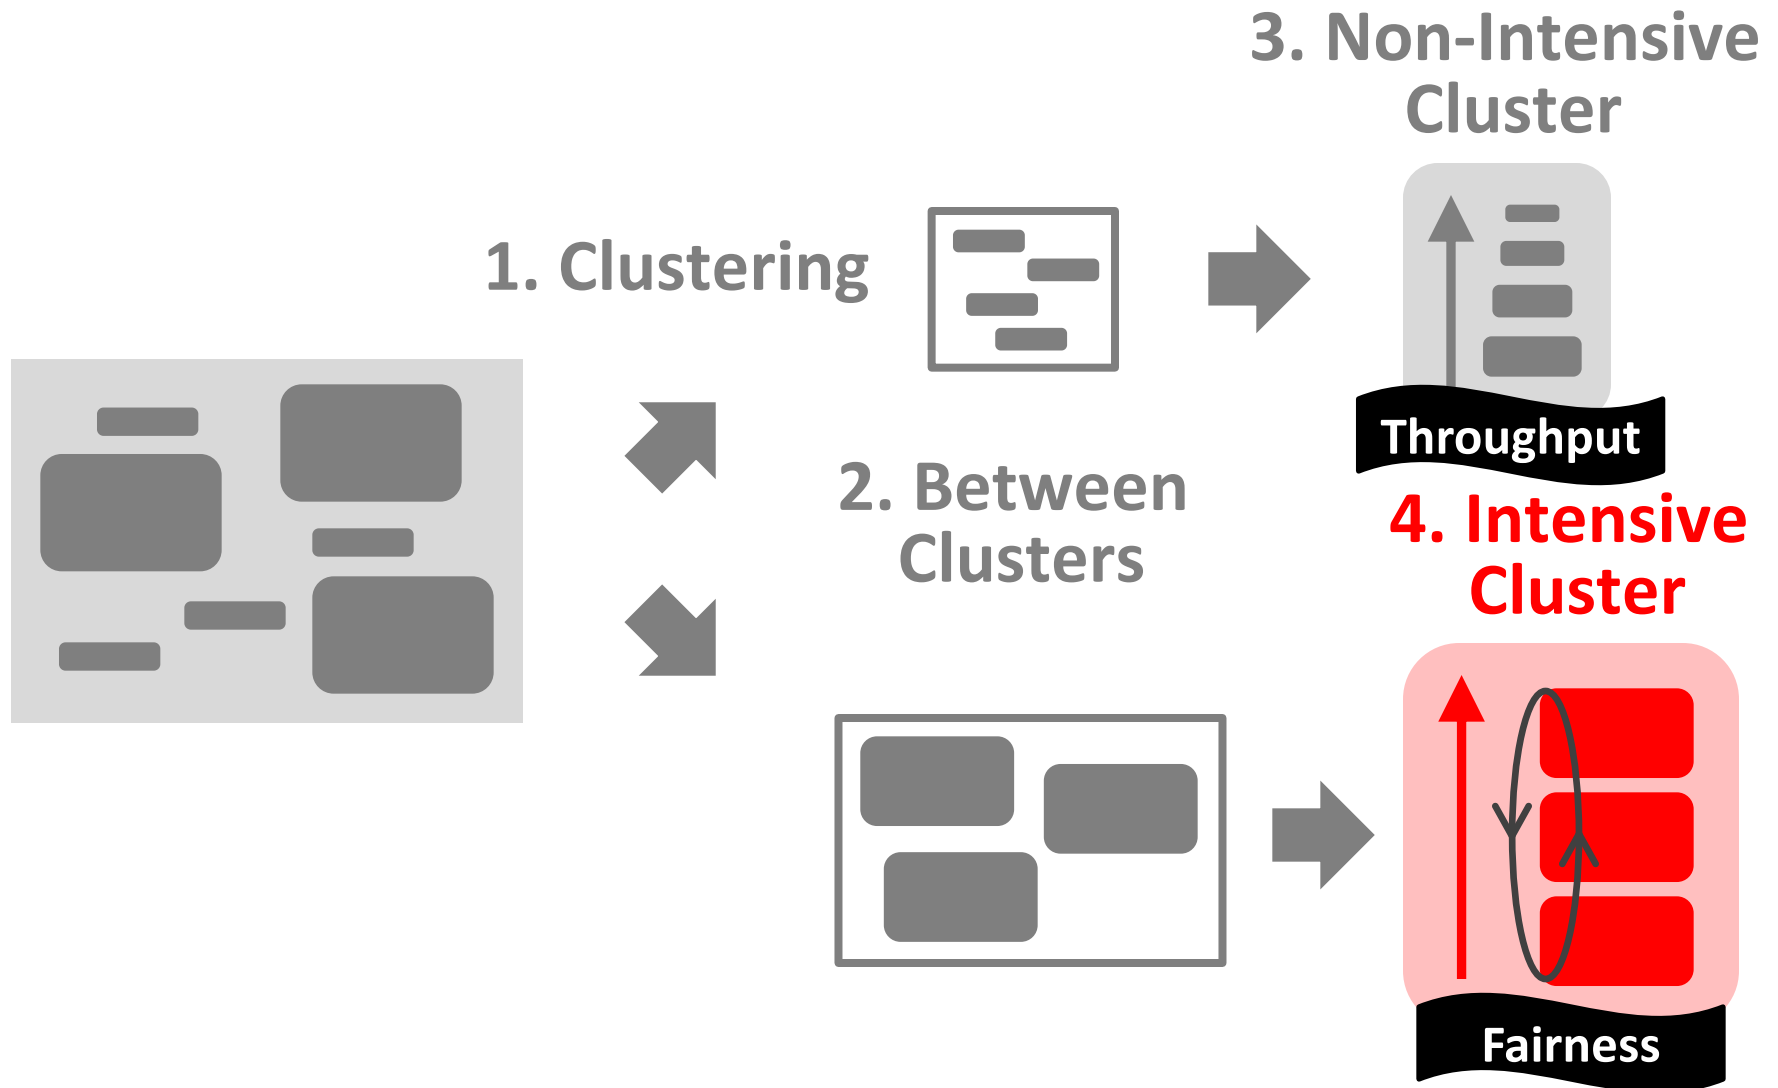 1. Clustering
2. Between
Clusters
3. Non-Intensive
Cluster
Throughput
4. Intensive
Cluster
Fairness